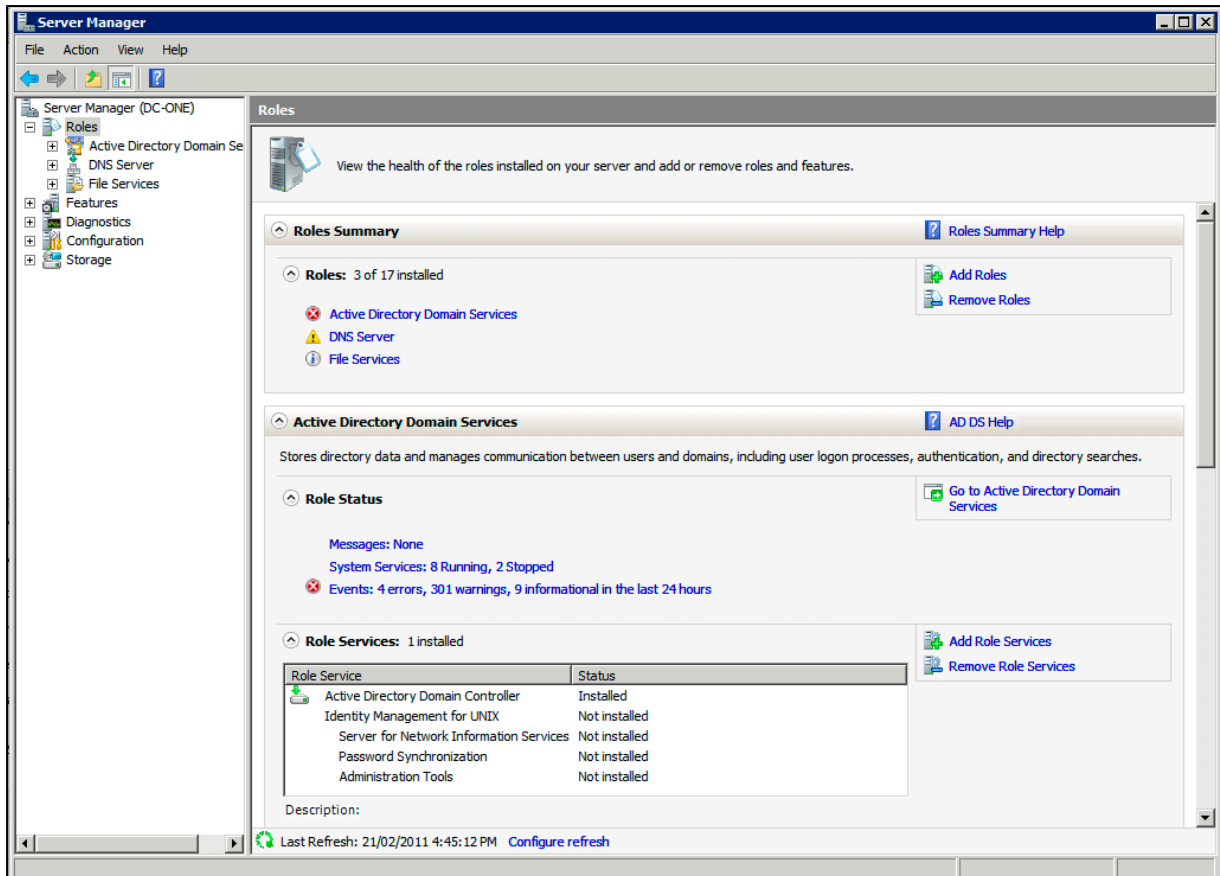 Server Manager
File Action View Help
Server Manager (DC-ONE)
Roles
Active Directory Domain Se
DNS Server
File Services
Features
Diagnostics
Configuration
Storage
Roles
View the health of the roles installed on your server and add or remove roles and features.
Roles Summary
Roles Summary Help
Roles: 3 of 17 installed
Add Roles
Remove Roles
Active Directory Domain Services
DNS Server
File Services
Active Directory Domain Services
AD DS Help
Stores directory data and manages communication between users and domains, including user logon processes, authentication, and directory searches.
Role Status
Go to Active Directory Domain
Services
Messages: None
System Services: 8 Running, 2 Stopped
Events: 4 errors, 301 warnings, 9 informational in the last 24 hours
Role Services: 1 installed
Add Role Services
Remove Role Services
Role Service Status
Active Directory Domain Controller Installed
Identity Management for UNIX Not installed
Server for Network Information Services Not installed
Password Synchronization Not installed
Administration Tools Not installed
Description:
Last Refresh: 21/02/2011 4:45:12 PM Configure refresh